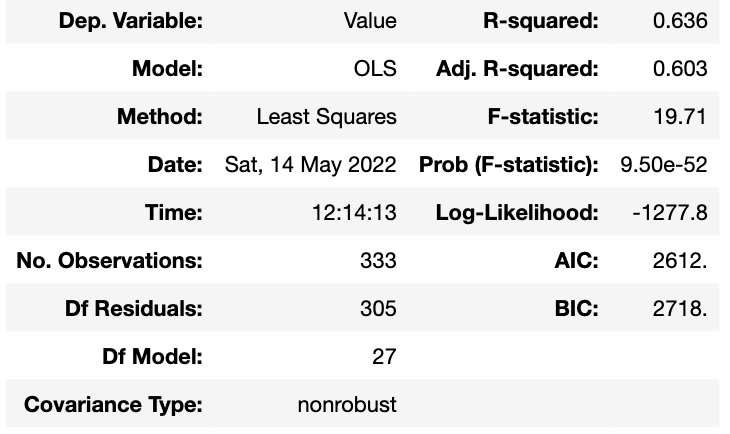 Dep. Variable: Value R-squared: 0.636
Model: OLS Adj. R-squared: 0.603
Method: Least Squares F-statistic: 19.71
Date: Sat, 14 May 2022 Prob (F-statistic): 9.50e-52
Time: 12:14:13 Log-Likelihood: -1277.8
No. Observations: 333 AIC: 2612.
Df Residuals: 305 BIC: 2718.
Df Model: 27
Covariance Type: nonrobust